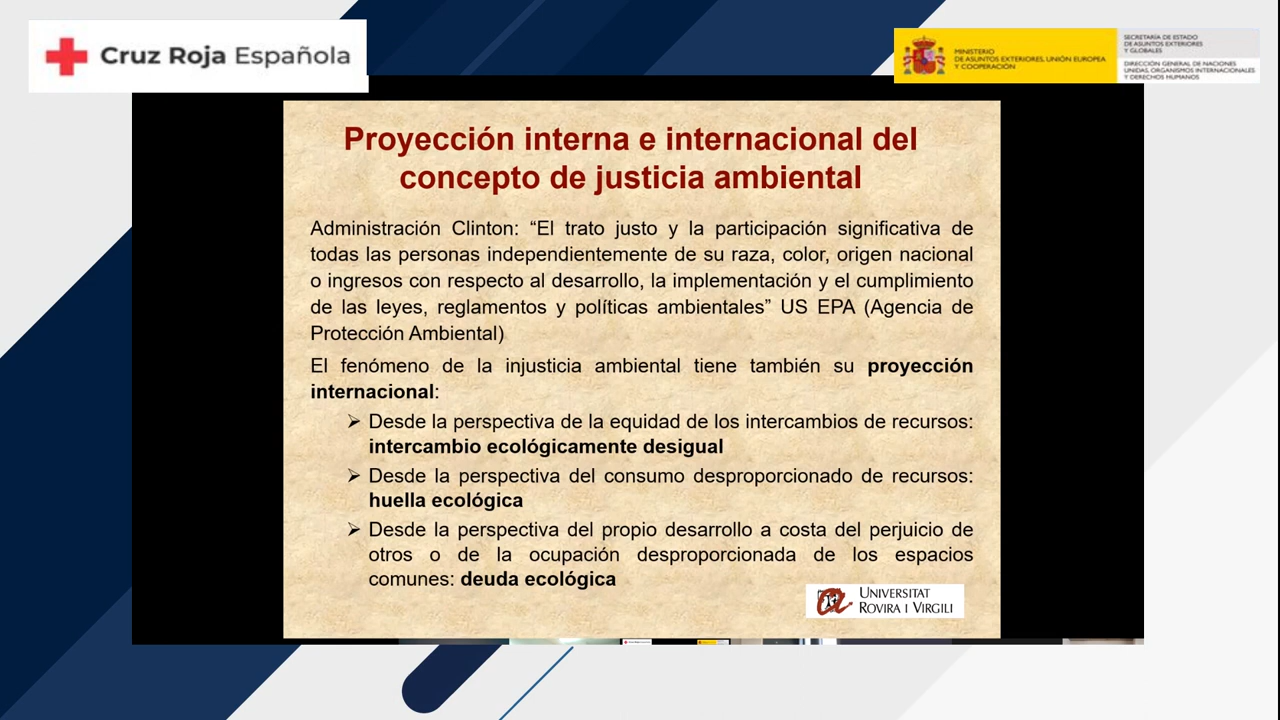 Cruz Roja Española
MINISTERIO
DE ASUNTOS EXTERIORES, UNIÓN EUROPEA
Y COOPERACIÓN
SECRETARÍA DE ESTADO
DE ASUNTOS EXTERIORES
Y GLOBALES
DIRECCIÓN GENERAL DE NACIONES
UNIDAS, ORGANISMOS INTERNACIONALES
Y DERECHOS HUMANOS
Proyección interna e internacional del
concepto de justicia ambiental
Administración Clinton: “El trato justo y la participación significativa de
todas las personas independientemente de su raza, color, origen nacional
o ingresos con respecto al desarrollo, la implementación y el cumplimiento
de las leyes, reglamentos y políticas ambientales” US EPA (Agencia de
Protección Ambiental)
El fenómeno de la injusticia ambiental tiene también su proyección
internacional:
➢ Desde la perspectiva de la equidad de los intercambios de recursos:
intercambio ecológicamente desigual
➢ Desde la perspectiva del consumo desproporcionado de recursos:
huella ecológica
➢ Desde la perspectiva del propio desarrollo a costa del perjuicio de
otros o de la ocupación desproporcionada de los espacios
comunes: deuda ecológica
UNIVERSITAT
ROVIRA I VIRGILI